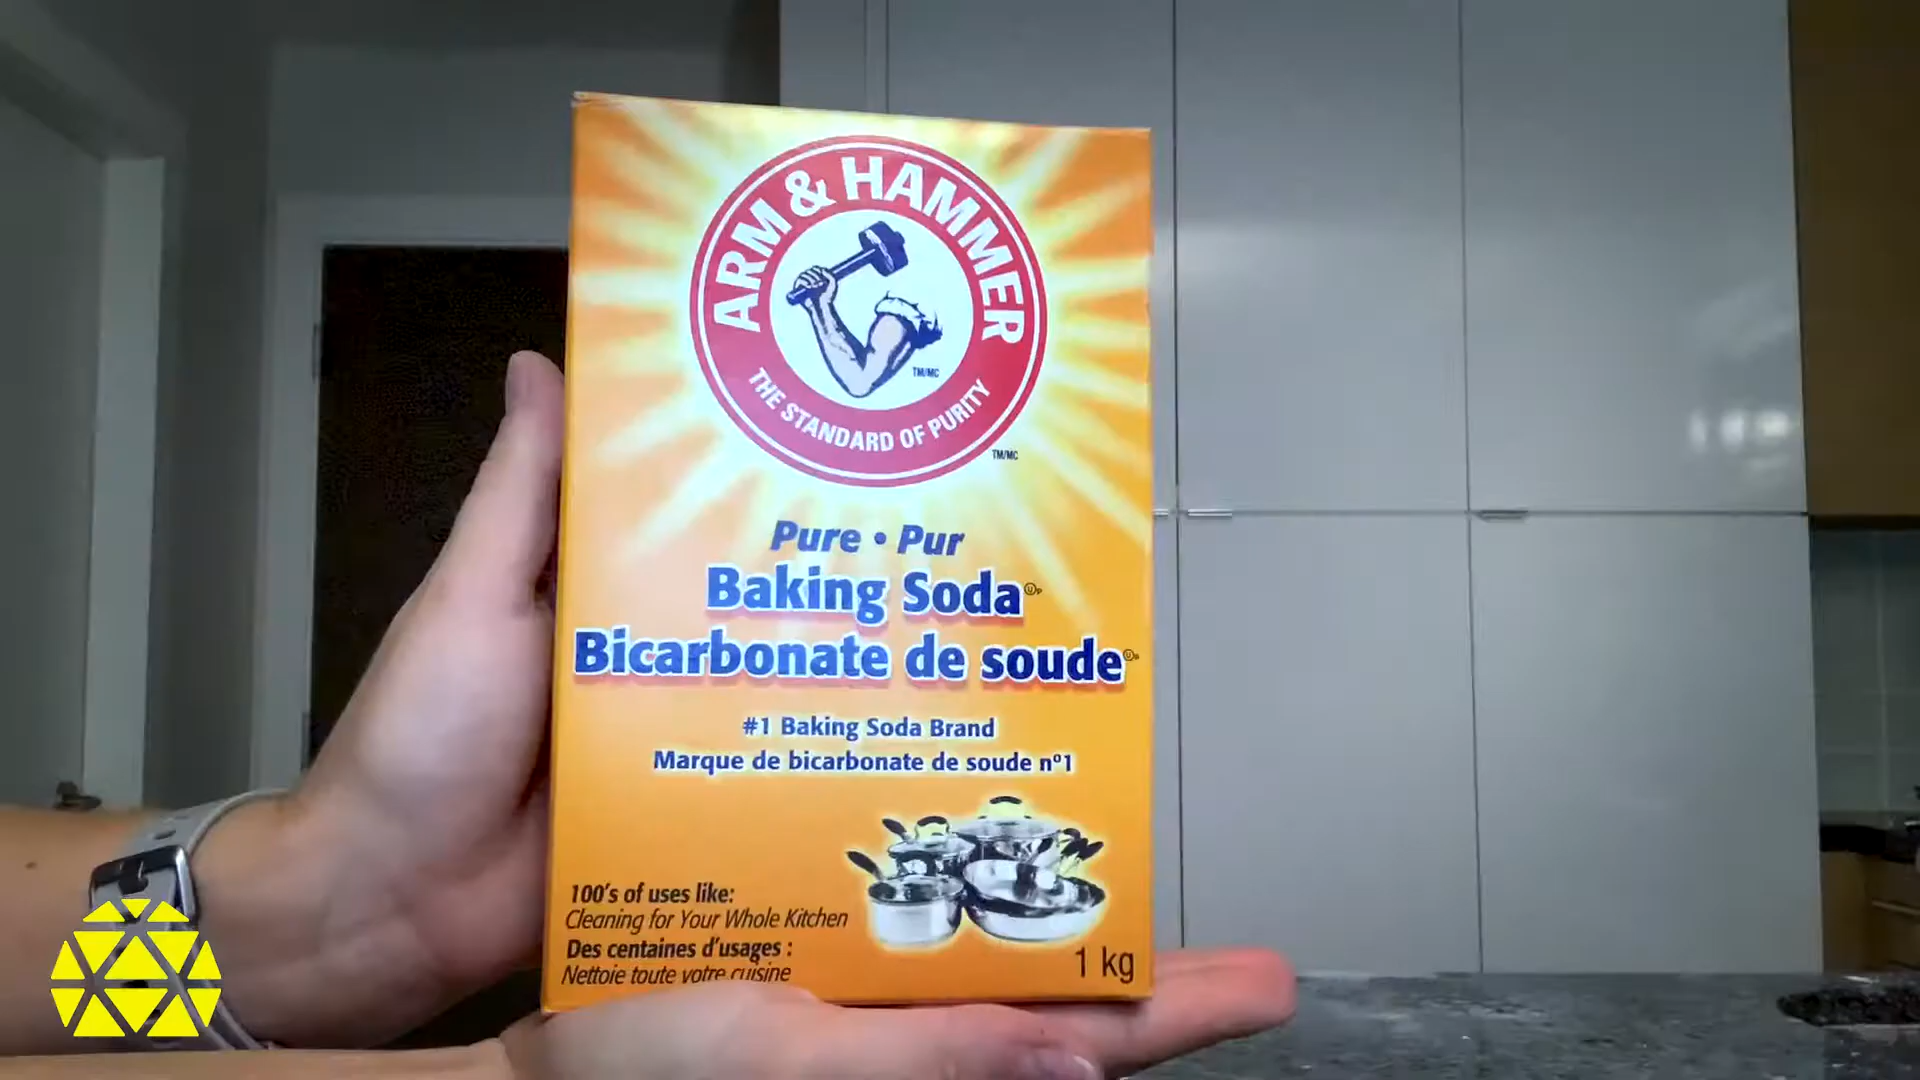 ARM & HAMMER
TM/MC
THE STANDARD OF PURITY
TM/MC
Pure • Pur
Baking Soda
Bicarbonate de soude
#1 Baking Soda Brand
Marque de bicarbonate de soude nº1
100's of uses like:
Cleaning for Your Whole Kitchen
Des centaines d'usages :
Nettoie toute votre cuisine
1 kg